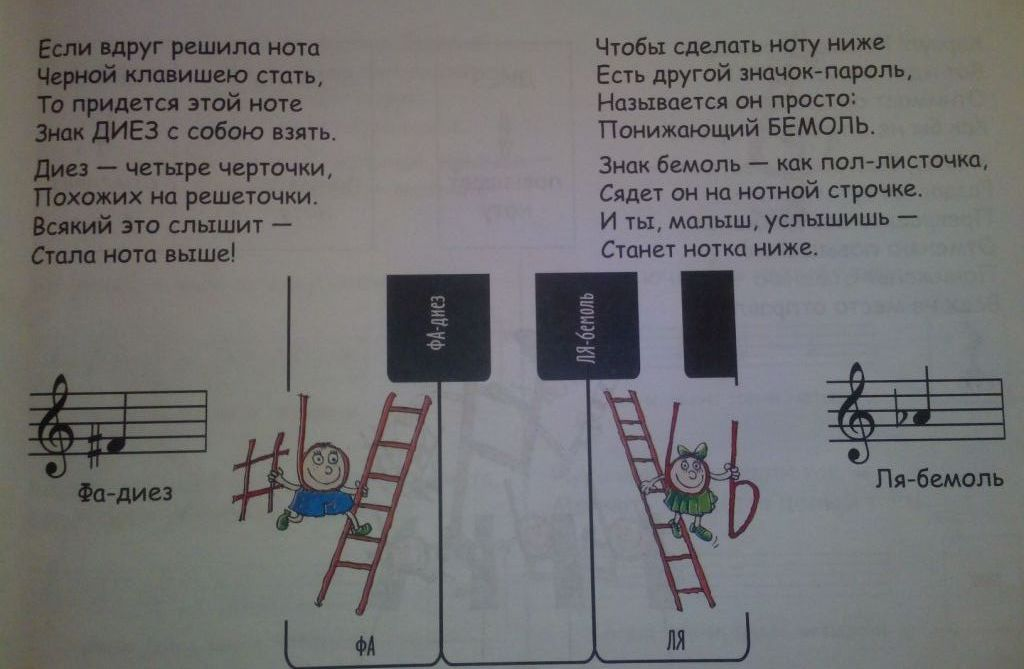 Если вдруг решила нота
Черной клавишею стать,
То придется этой ноте
Знак ДИЕЗ с собою взять.
Диез — четыре черточки,
Похожих на решеточки.
Всякий это слышит —
Стала нота выше!
Чтобы сделать ноту ниже
Есть другой значок-пароль,
Называется он просто:
Понижающий БЕМОЛЬ.
Знак бемоль — как пол-листочка,
Сядет он на нотной строчке.
И ты, малыш, услышишь —
Станет нотка ниже.
ФА-диез
ЛЯ-бемоль
Фа-диез
Ля-бемоль
ФА
ЛЯ